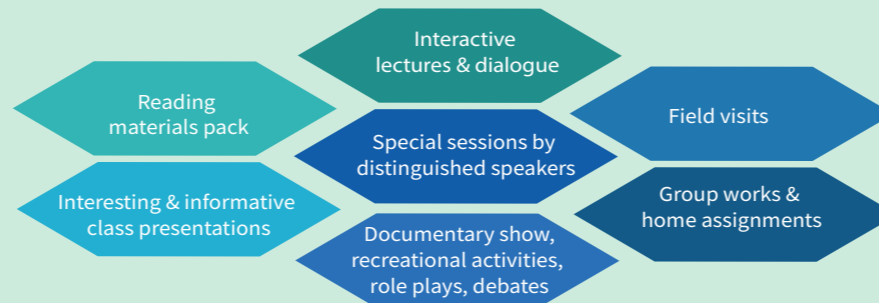 Interactive
lectures & dialogue
Reading
materials pack
Field visits
Special sessions by
distinguished speakers
Interesting & informative
class presentations
Group works &
home assignments
Documentary show,
recreational activities,
role plays, debates